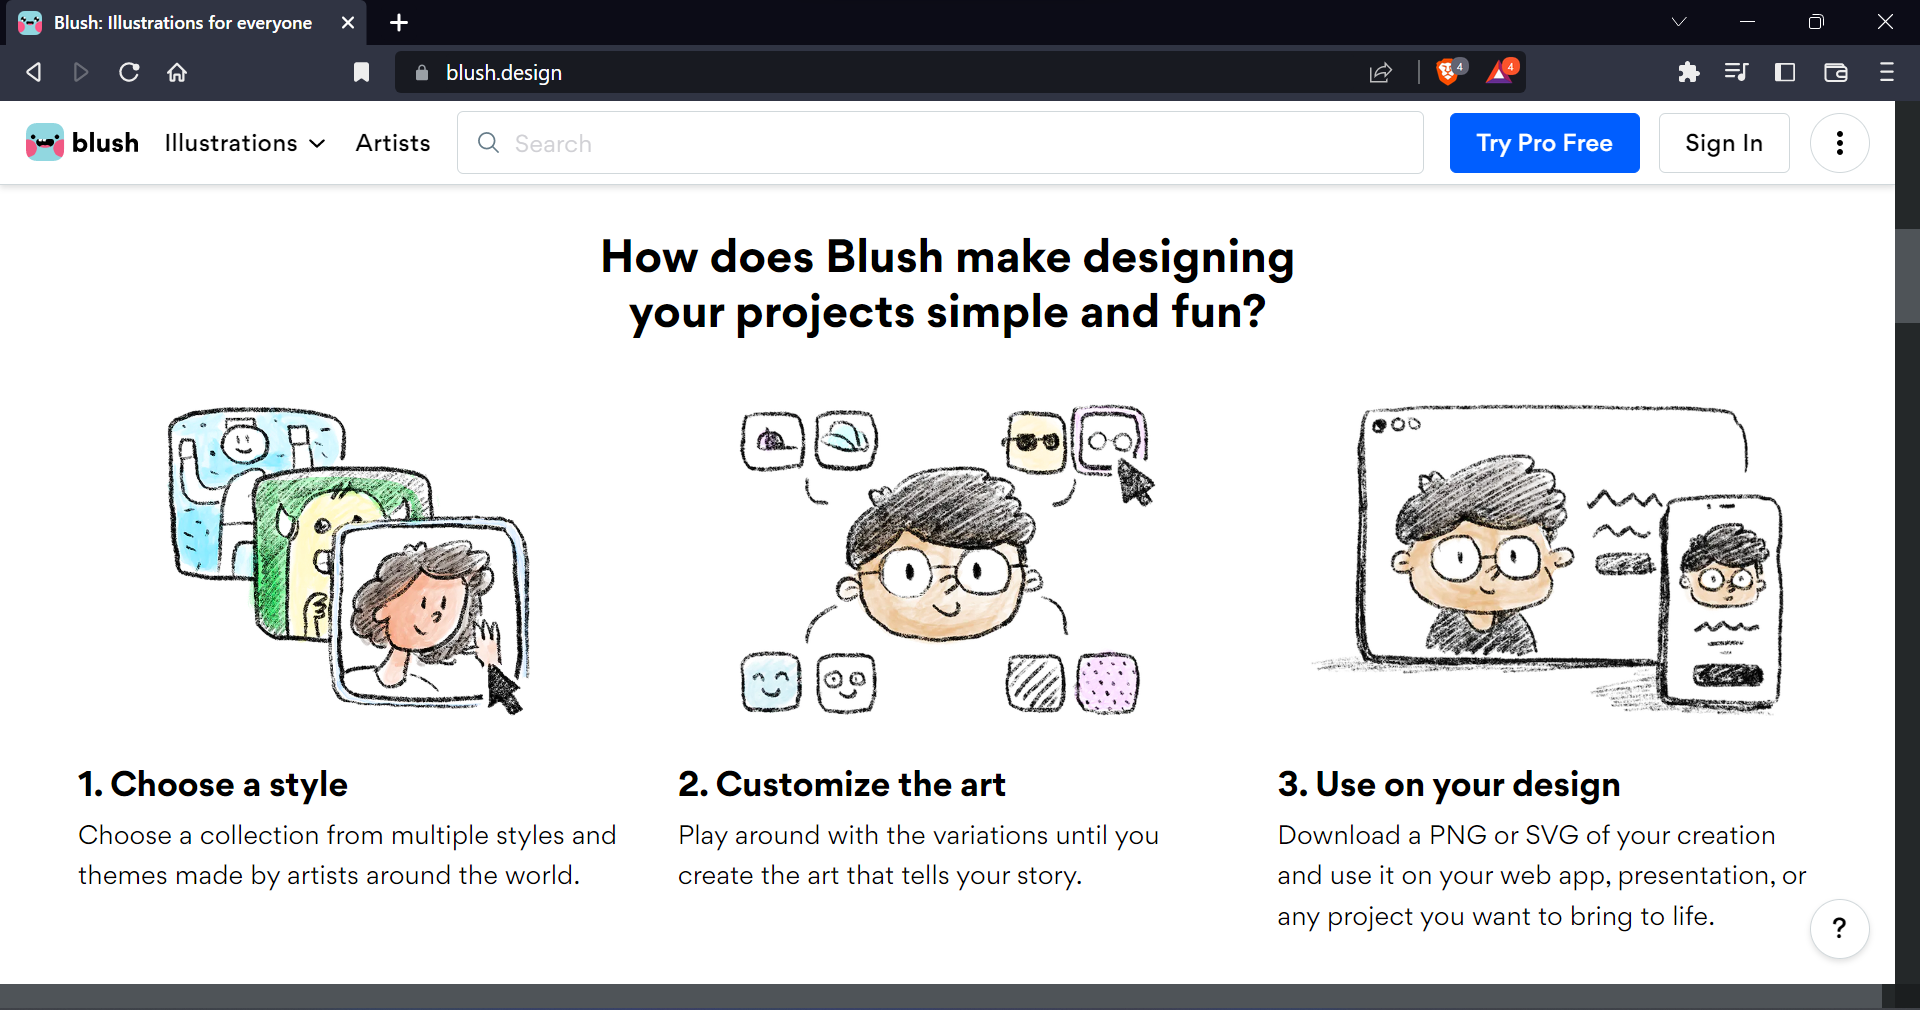 Blush: Illustrations for everyone
blush.design
4
4
blush
Illustrations
Artists
Search
Try Pro Free
Sign In
How does Blush make designing
your projects simple and fun?
1. Choose a style
Choose a collection from multiple styles and
themes made by artists around the world.
2. Customize the art
Play around with the variations until you
create the art that tells your story.
3. Use on your design
Download a PNG or SVG of your creation
and use it on your web app, presentation, or
any project you want to bring to life.
?